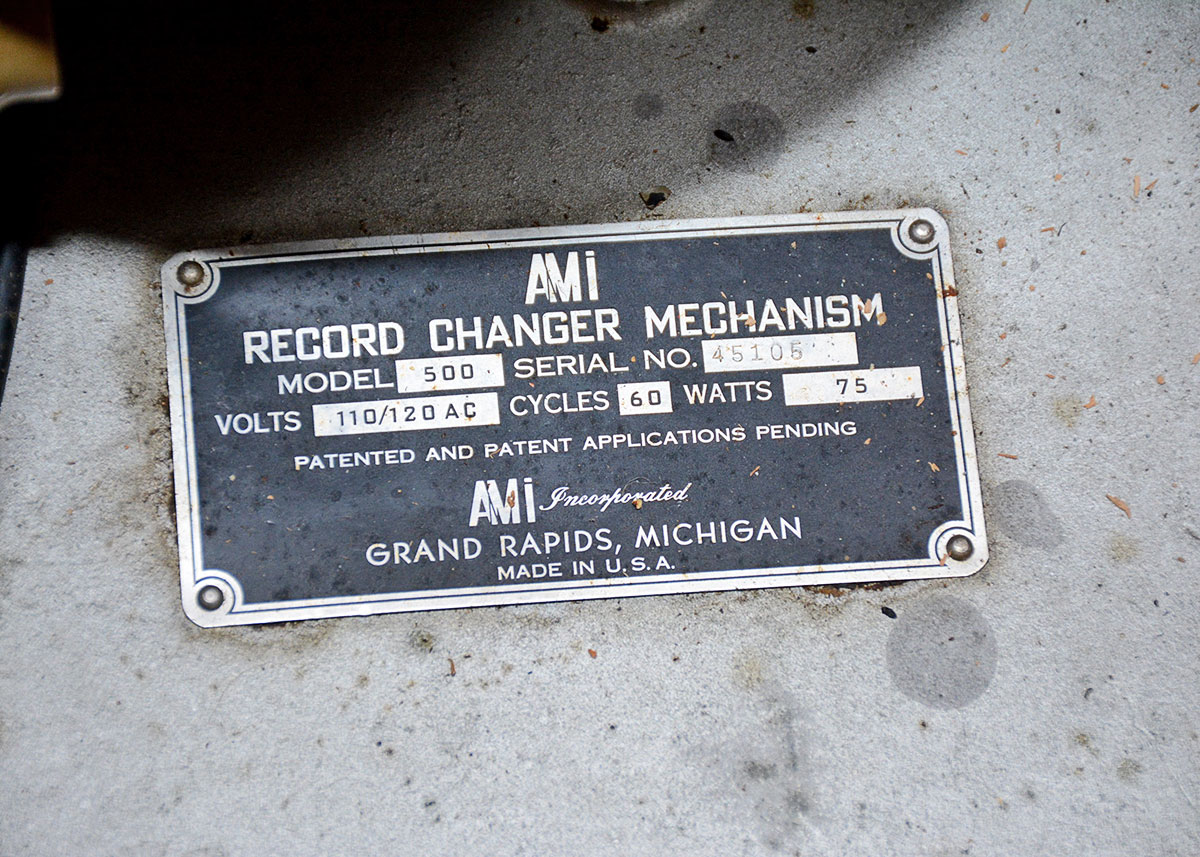 AMi
RECORD CHANGER MECHANISM
MODEL 500 SERIAL NO. 45105
VOLTS 110/120 AC CYCLES 60 WATTS 75
PATENTED AND PATENT APPLICATIONS PENDING
AMi Incorporated
GRAND RAPIDS, MICHIGAN
MADE IN U.S.A.